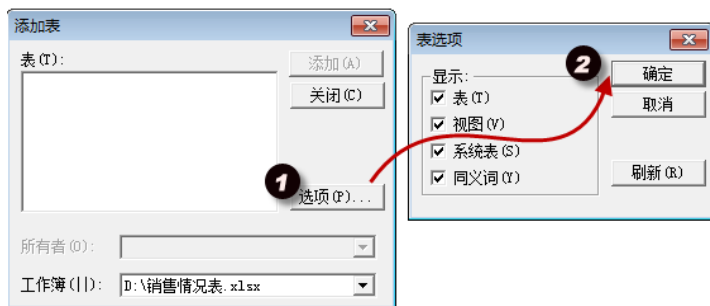 添加表
表(T):
添加(A)
关闭(C)
1
选项(P)...
所有者(O):
工作簿(||):
D:\销售情况表.xlsx
表选项
2
显示:
表(T)
视图(V)
系统表(S)
同义词(Y)
确定
取消
刷新(R)